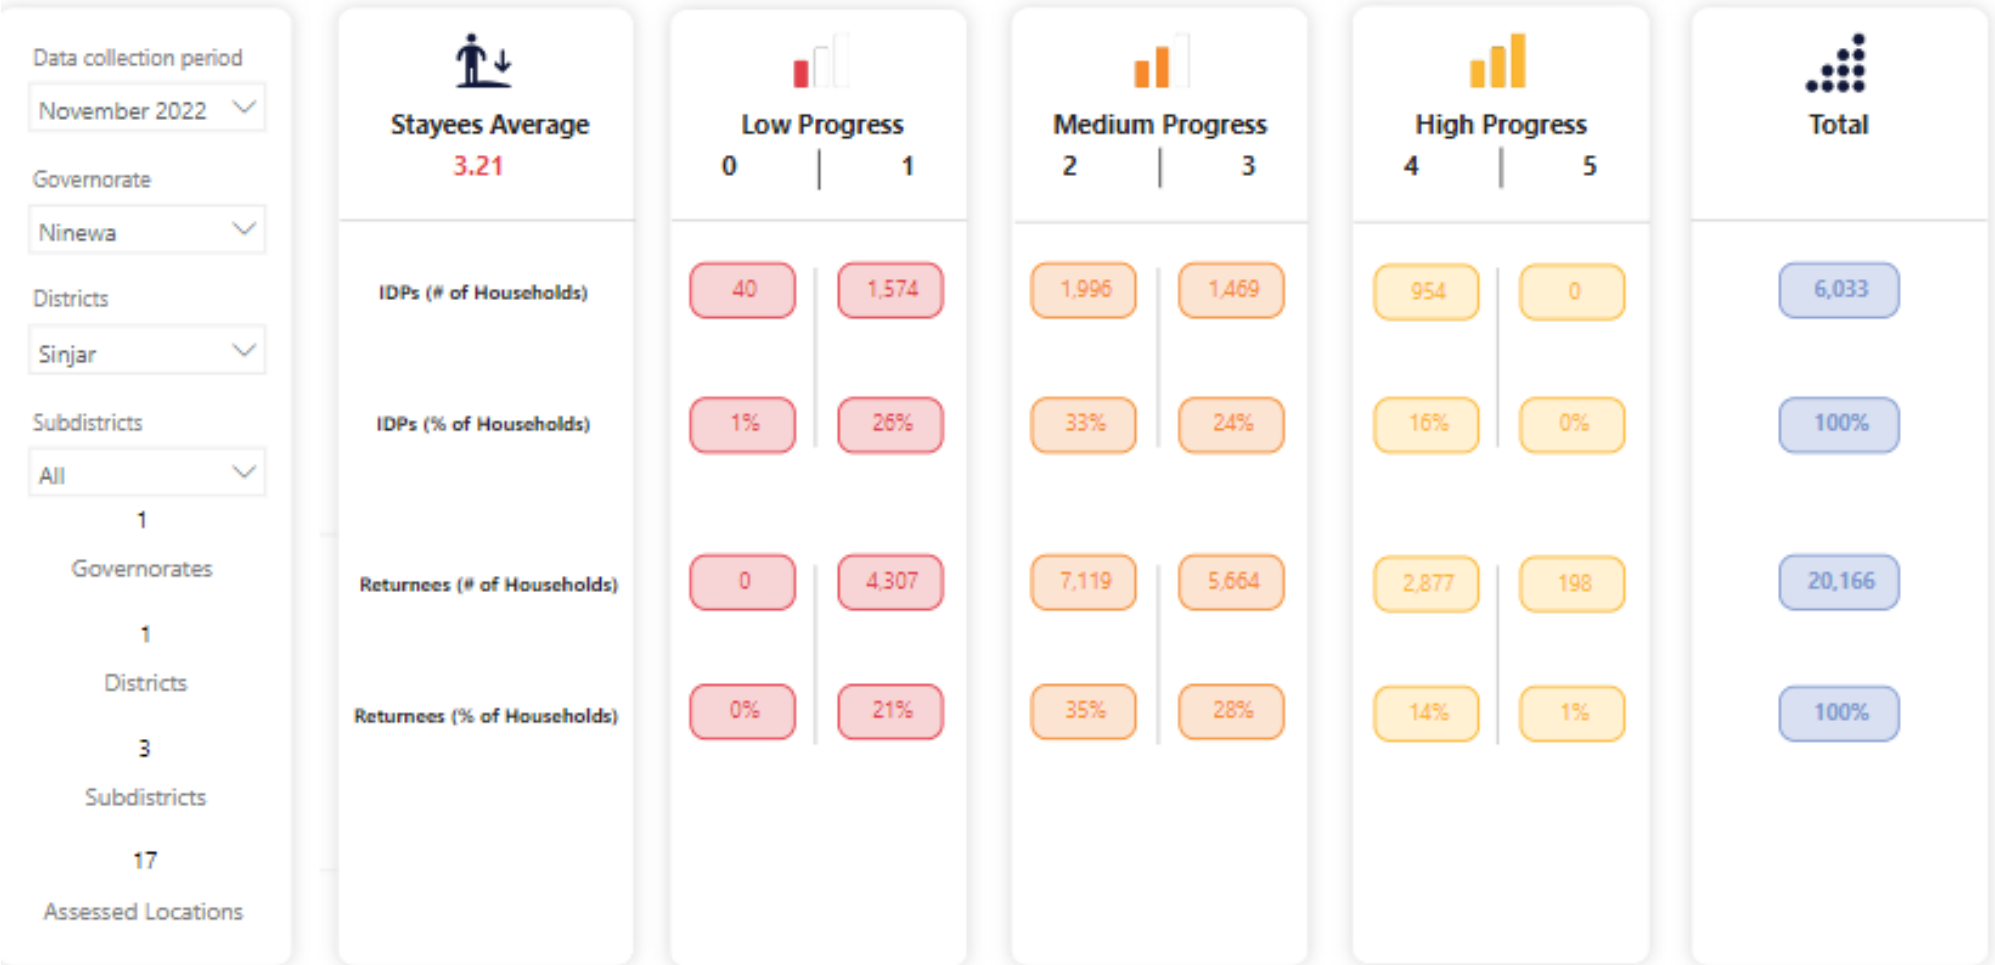 Data collection period
November 2022
Governorate
Ninewa
Districts
Sinjar
Subdistricts
All
1
Governorates
1
Districts
3
Subdistricts
17
Assessed Locations
Stayees Average
3.21
Low Progress
0 | 1
Medium Progress
2 | 3
High Progress
4 | 5
Total
IDPs (# of Households) 40 1,574 1,996 1,469 954 0 6,033
IDPs (% of Households) 1% 26% 33% 24% 16% 0% 100%
Returnees (# of Households) 0 4,307 7,119 5,664 2,877 198 20,166
Returnees (% of Households) 0% 21% 35% 28% 14% 1% 100%